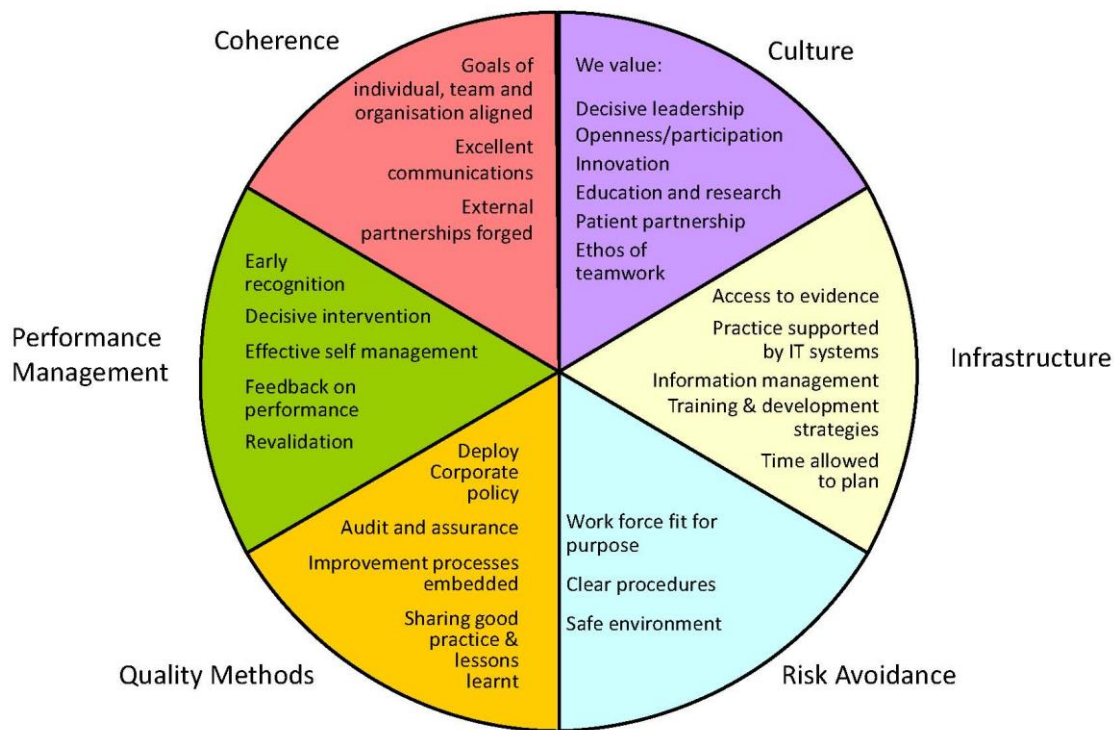 Coherence
Goals of
individual, team and
organisation aligned
Excellent
communications
External
partnerships forged
Culture
We value:
Decisive leadership
Openness/participation
Innovation
Education and research
Patient partnership
Ethos of
teamwork
Performance
Management
Early
recognition
Decisive intervention
Effective self management
Feedback on
performance
Revalidation
Infrastructure
Access to evidence
Practice supported
by IT systems
Information management
Training & development
strategies
Time allowed
to plan
Quality Methods
Deploy
Corporate
policy
Audit and assurance
Improvement processes
embedded
Sharing good
practice &
lessons
learnt
Risk Avoidance
Work force fit for
purpose
Clear procedures
Safe environment